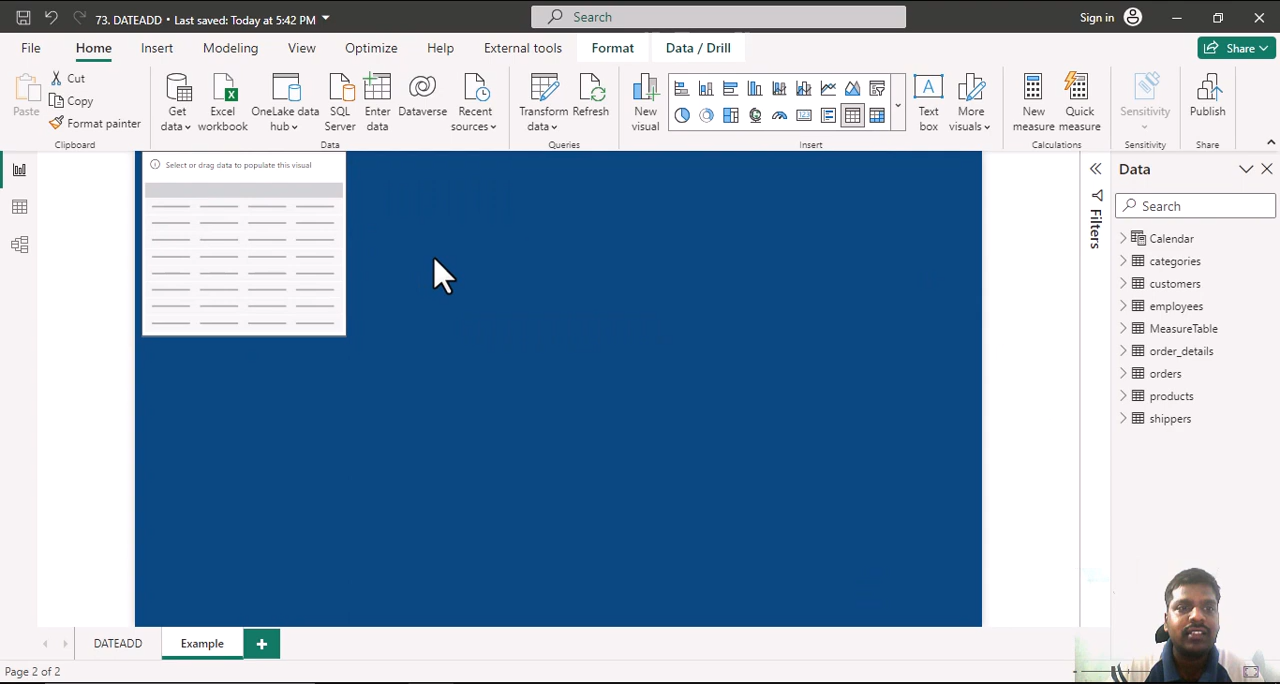 73. DATEADD • Last saved: Today at 5:42 PM
Search
Sign in
File
Home
Insert
Modeling
View
Optimize
Help
External tools
Format
Data / Drill
Share
Paste
Cut
Copy
Format painter
Get data
Excel workbook
OneLake data hub
SQL Server
Enter data
Dataverse
Recent sources
Transform data
Refresh
New visual
Text box
More visuals
New measure
Quick measure
Sensitivity
Publish
Clipboard
Data
Queries
Insert
Calculations
Sensitivity
Share
Select or drag data to populate this visual
Filters
Data
Search
Calendar
categories
customers
employees
MeasureTable
order_details
orders
products
shippers
DATEADD
Example
Page 2 of 2